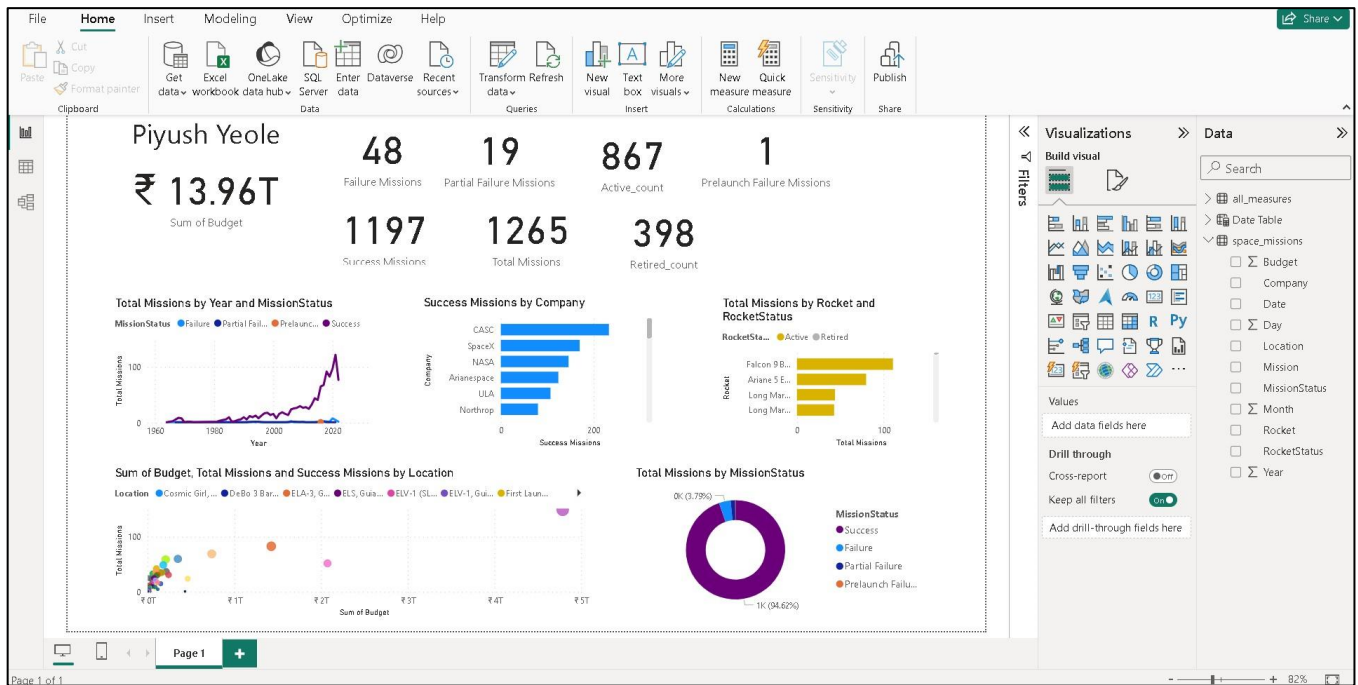 File Home Insert Modeling View Optimize Help Share
Paste
Cut
Copy
Format painter
Clipboard
Get data
Excel workbook
OneLake data hub
SQL Server
Enter data
Dataverse
Recent sources
Data
Transform data
Refresh
Queries
New visual
Text box
More visuals
Insert
New measure
Quick measure
Calculations
Sensitivity
Sensitivity
Publish
Share
Piyush Yeole
₹ 13.96T
Sum of Budget
48
Failure Missions
19
Partial Failure Missions
867
Active_count
1
Prelaunch Failure Missions
1197
Success Missions
1265
Total Missions
398
Retired_count
Total Missions by Year and MissionStatus
MissionStatus Failure Partial Fail... Prelaunc... Success
Total Missions
100
0
1960 1980 2000 2020
Year
Success Missions by Company
Company
CASC
SpaceX
NASA
Arianespace
ULA
Northrop
0 200
Success Missions
Total Missions by Rocket and
RocketStatus
RocketSta... Active Retired
Rocket
Falcon 9 B...
Ariane 5 E...
Long Mar...
Long Mar...
0 100
Total Missions
Sum of Budget, Total Missions and Success Missions by Location
Location Cosmic Girl, ... DeBo 3 Bar... ELA-3, G... ELS, Guia... ELV-1 (SL... ELV-1, Gui... First Laun...
Total Missions
100
0
₹ 0T ₹ 1T ₹ 2T ₹ 3T ₹ 4T ₹ 5T
Sum of Budget
Total Missions by MissionStatus
0K (3.79%)
1K (94.62%)
MissionStatus
Success
Failure
Partial Failure
Prelaunch Failu...
Filters
Visualizations
Build visual
123
R Py
123
Values
Add data fields here
Drill through
Cross-report Off
Keep all filters On
Add drill-through fields here
Data
Search
all_measures
Date Table
space_missions
Σ Budget
Company
Date
Σ Day
Location
Mission
MissionStatus
Σ Month
Rocket
RocketStatus
Σ Year
Page 1
Page 1 of 1
82%